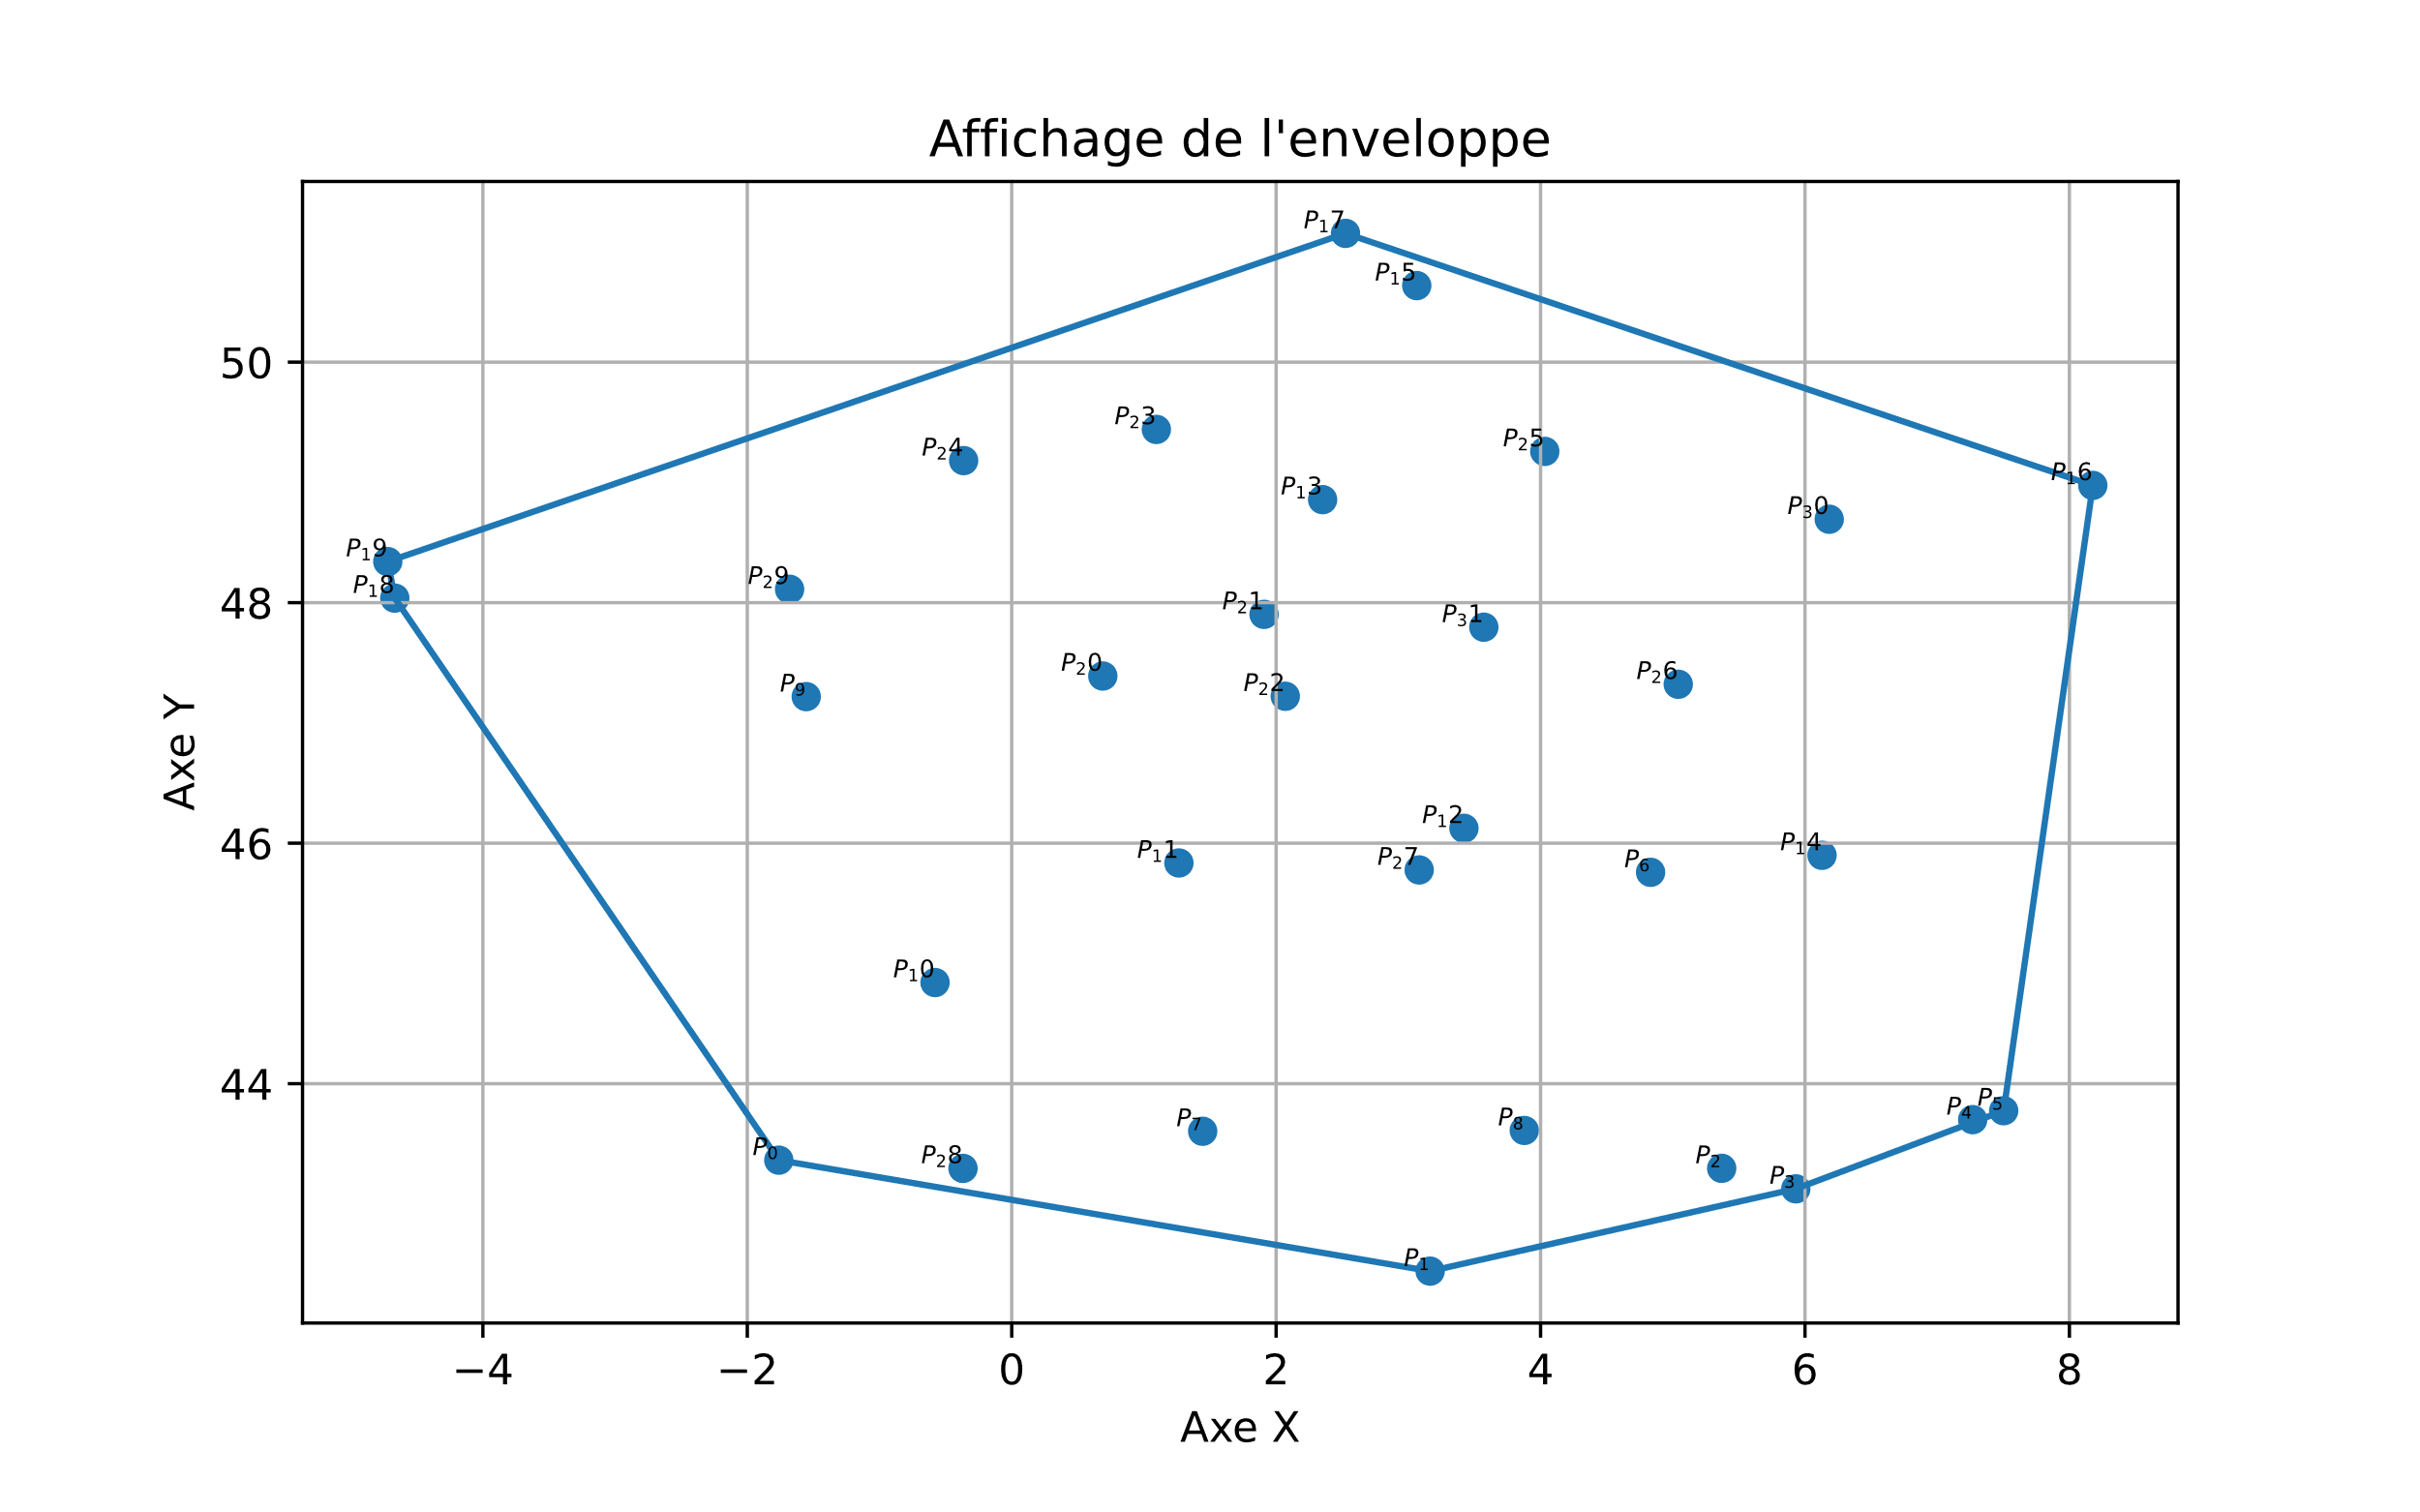 Affichage de l'enveloppe
P₁7
P₁5
50
P₂3
P₂5
P₂4
P₁6
P₁3
P₃0
P₁9
P₂9
P₁8
48
P₂1
P₃1
P₂0
P₂6
P₉
P₂2
Axe Y
P₁2
46
P₁4
P₁1
P₂7
P₆
P₁0
44
P₅
P₄
P₇
P₈
P₀
P₂8
P₂
P₃
P₁
−4 −2 0 2 4 6 8
Axe X